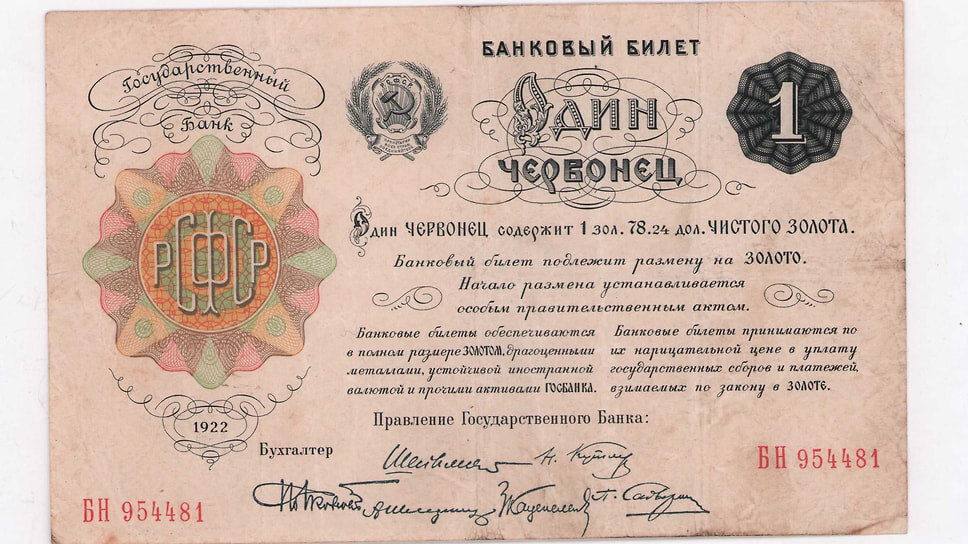 Государственный
Банк
РСФСР
1922
БАНКОВЫЙ БИЛЕТ
ОДИН
ЧЕРВОНЕЦ
1
Один ЧЕРВОНЕЦ содержит 1 зол. 78.24 дол. ЧИСТОГО ЗОЛОТА.
Банковый билет подлежит размену на ЗОЛОТО.
Начало размена устанавливается
особым правительственным актом.
Банковые билеты обеспечиваются
в полном размере ЗОЛОТОМ, драгоценными
металлами, устойчивой иностранной
валютой и прочими активами ГОСБАНКА.
Банковые билеты принимаются по
их нарицательной цене в уплату
государственных сборов и платежей,
взимаемых по закону в ЗОЛОТЕ.
Правление Государственного Банка:
Бухгалтер
БН 954481
БН 954481